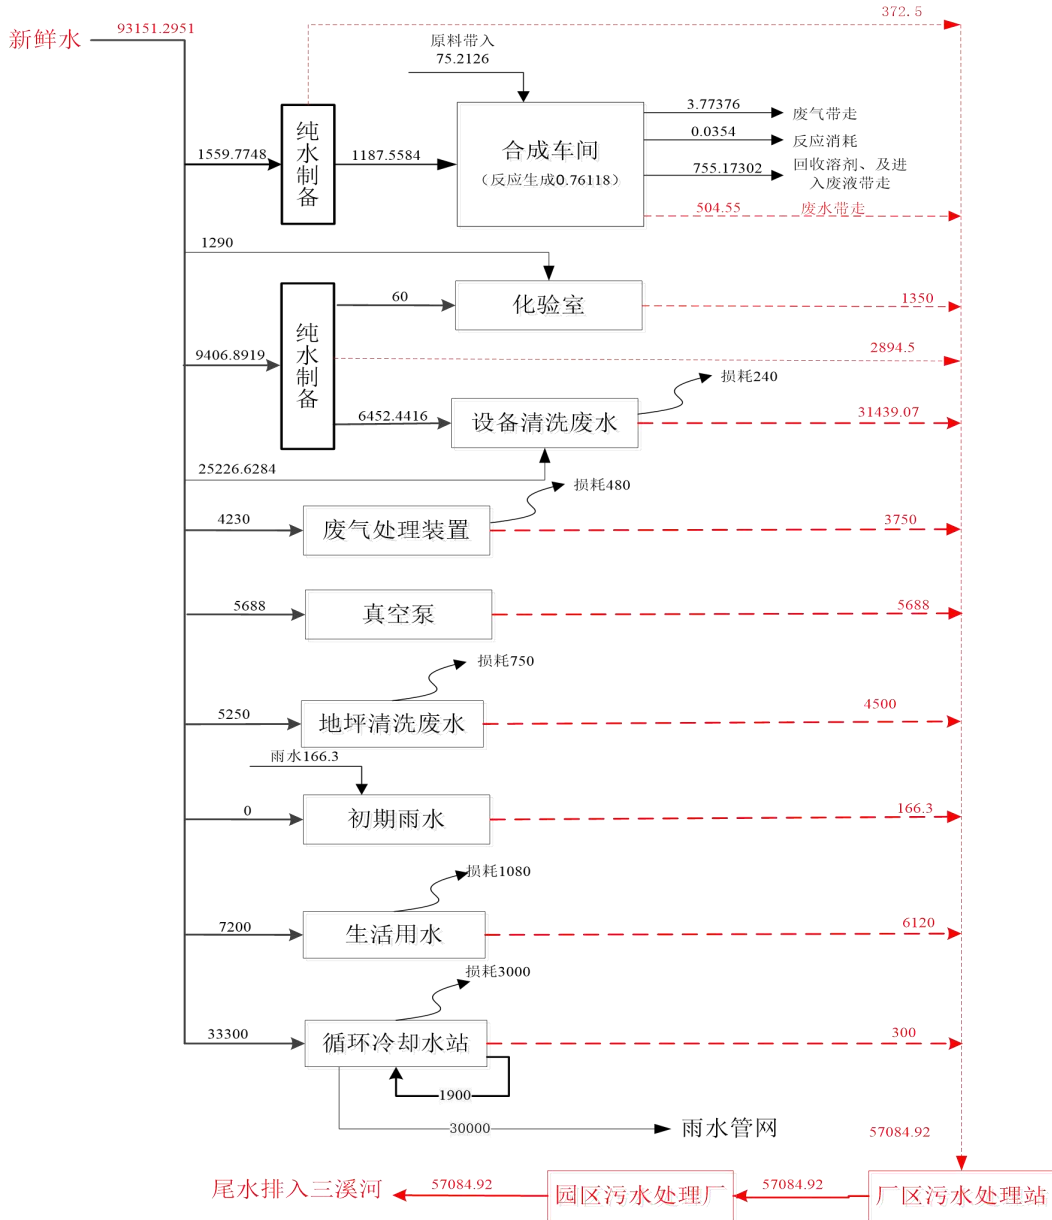 372.5
93151.2951
新鲜水
原料带入
75.2126
纯水制备
1559.7748
1187.5584
合成车间
（反应生成0.76118）
3.77376
废气带走
0.0354
反应消耗
755.17302
回收溶剂、及进
入废液带走
504.55
废水带走
1290
60
化验室
1350
纯水制备
9406.8919
2894.5
损耗240
6452.4416
设备清洗废水
31439.07
25226.6284
损耗480
4230
废气处理装置
3750
5688
真空泵
5688
损耗750
5250
地坪清洗废水
4500
雨水166.3
0
初期雨水
166.3
损耗1080
7200
生活用水
6120
损耗3000
33300
循环冷却水站
300
1900
30000
雨水管网
57084.92
尾水排入三溪河
57084.92
园区污水处理厂
57084.92
厂区污水处理站